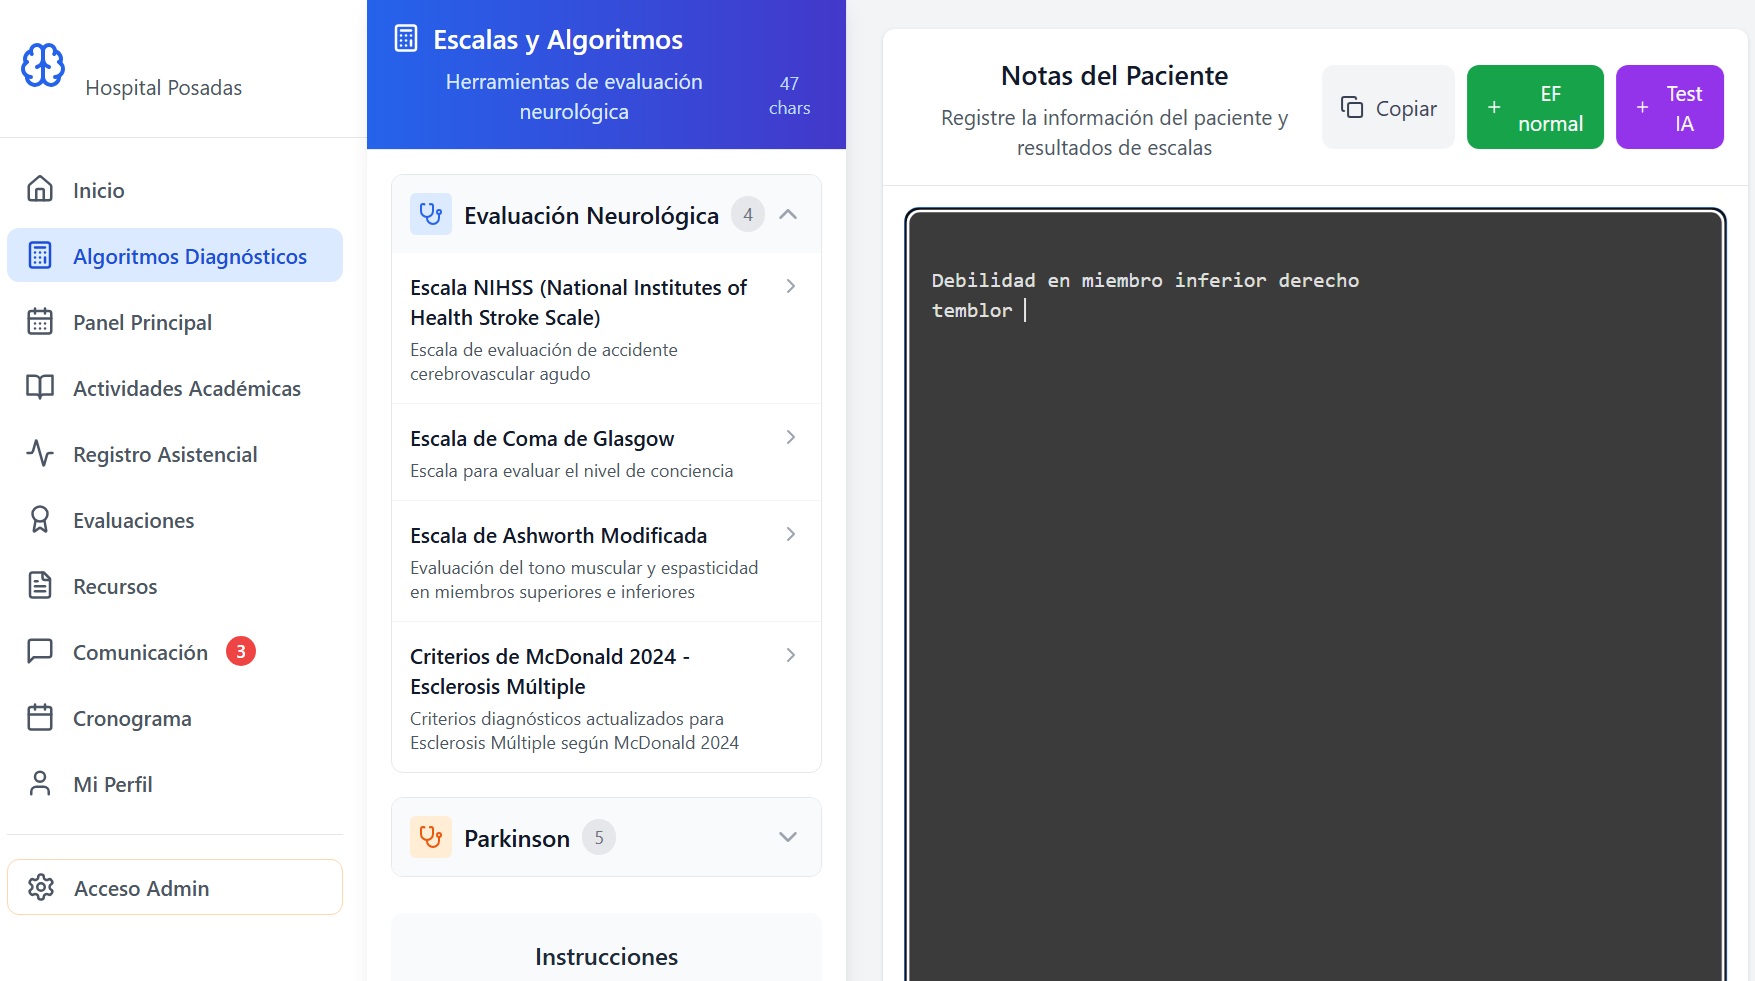 Hospital Posadas
Inicio
Algoritmos Diagnósticos
Panel Principal
Actividades Académicas
Registro Asistencial
Evaluaciones
Recursos
Comunicación 3
Cronograma
Mi Perfil
Acceso Admin
Escalas y Algoritmos
Herramientas de evaluación
neurológica
47
chars
Evaluación Neurológica 4
Escala NIHSS (National Institutes of
Health Stroke Scale)
Escala de evaluación de accidente
cerebrovascular agudo
Escala de Coma de Glasgow
Escala para evaluar el nivel de conciencia
Escala de Ashworth Modificada
Evaluación del tono muscular y espasticidad
en miembros superiores e inferiores
Criterios de McDonald 2024 -
Esclerosis Múltiple
Criterios diagnósticos actualizados para
Esclerosis Múltiple según McDonald 2024
Parkinson 5
Instrucciones
Notas del Paciente
Registre la información del paciente y
resultados de escalas
Copiar
+ EF
normal
+ Test
IA
Debilidad en miembro inferior derecho
temblor